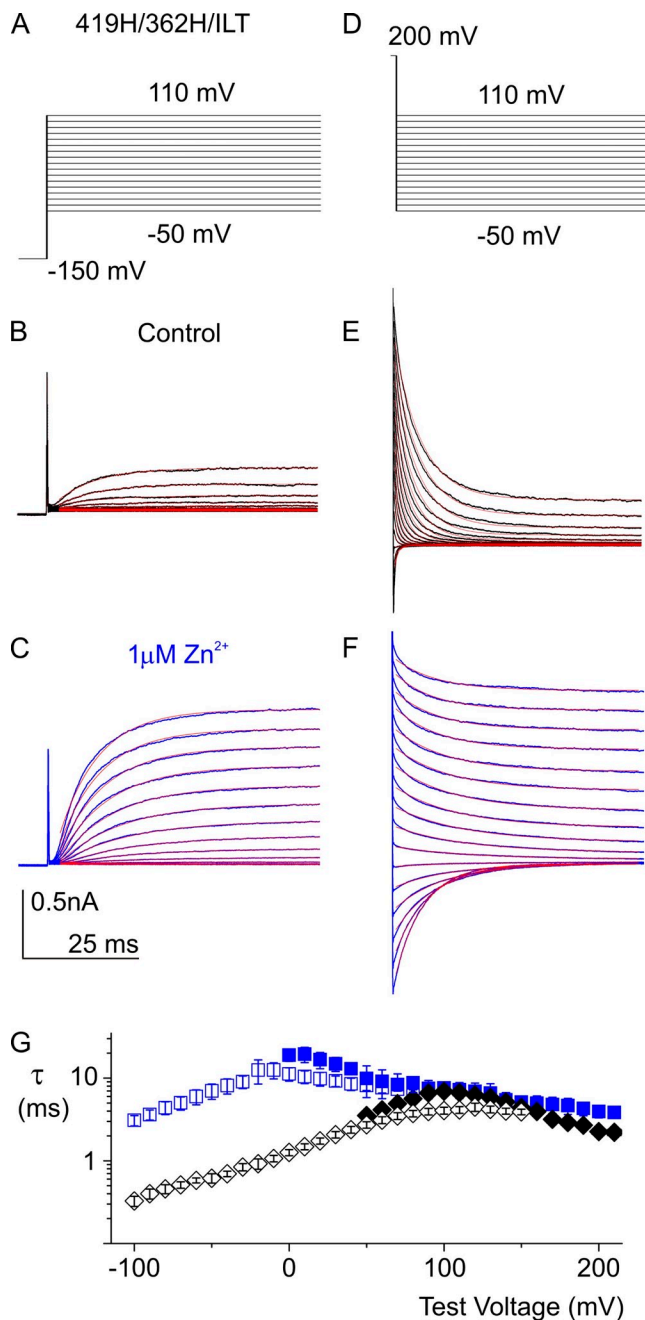 A 419H/362H/ILT
110 mV
-50 mV
-150 mV
D
200 mV
110 mV
-50 mV
B Control
E
C 1μM Zn²⁺
F
0.5nA
25 ms
G
τ
(ms)
10
1
-100 0 100 200
Test Voltage (mV)